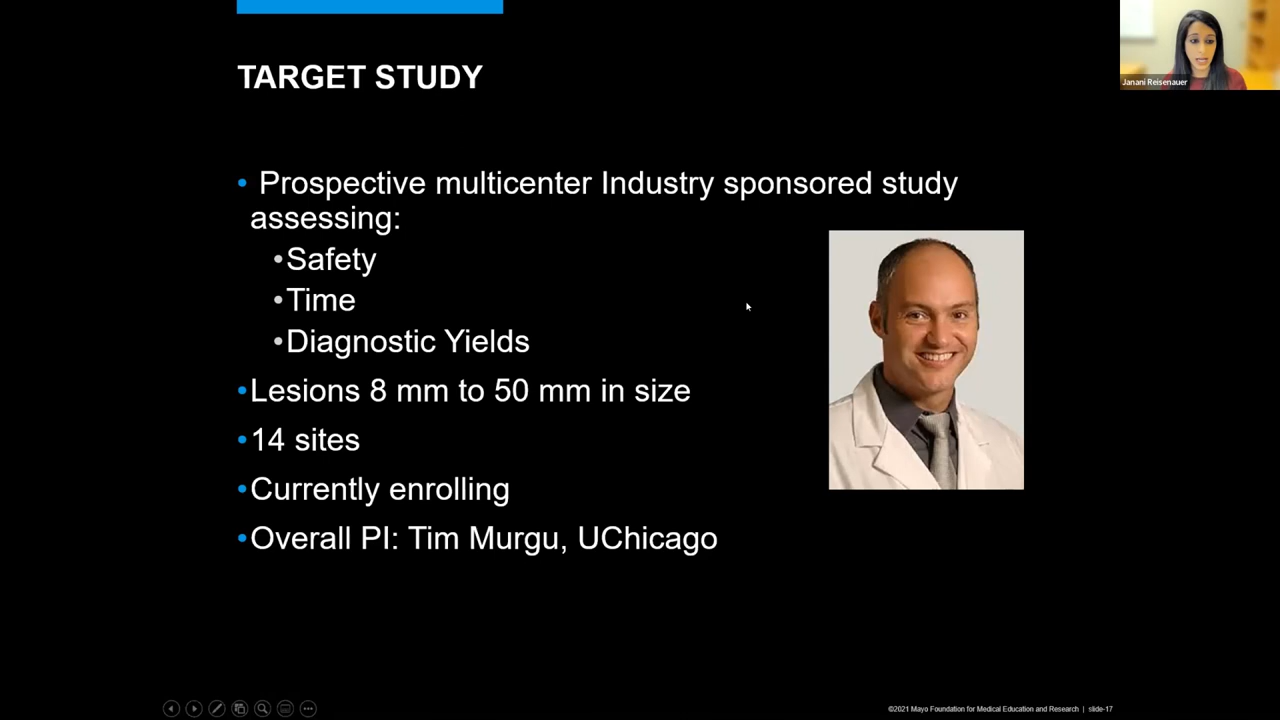 Janani Reisenauer
TARGET STUDY
• Prospective multicenter Industry sponsored study
assessing:
•Safety
•Time
•Diagnostic Yields
•Lesions 8 mm to 50 mm in size
•14 sites
•Currently enrolling
•Overall PI: Tim Murgu, UChicago
©2021 Mayo Foundation for Medical Education and Research | slide-17